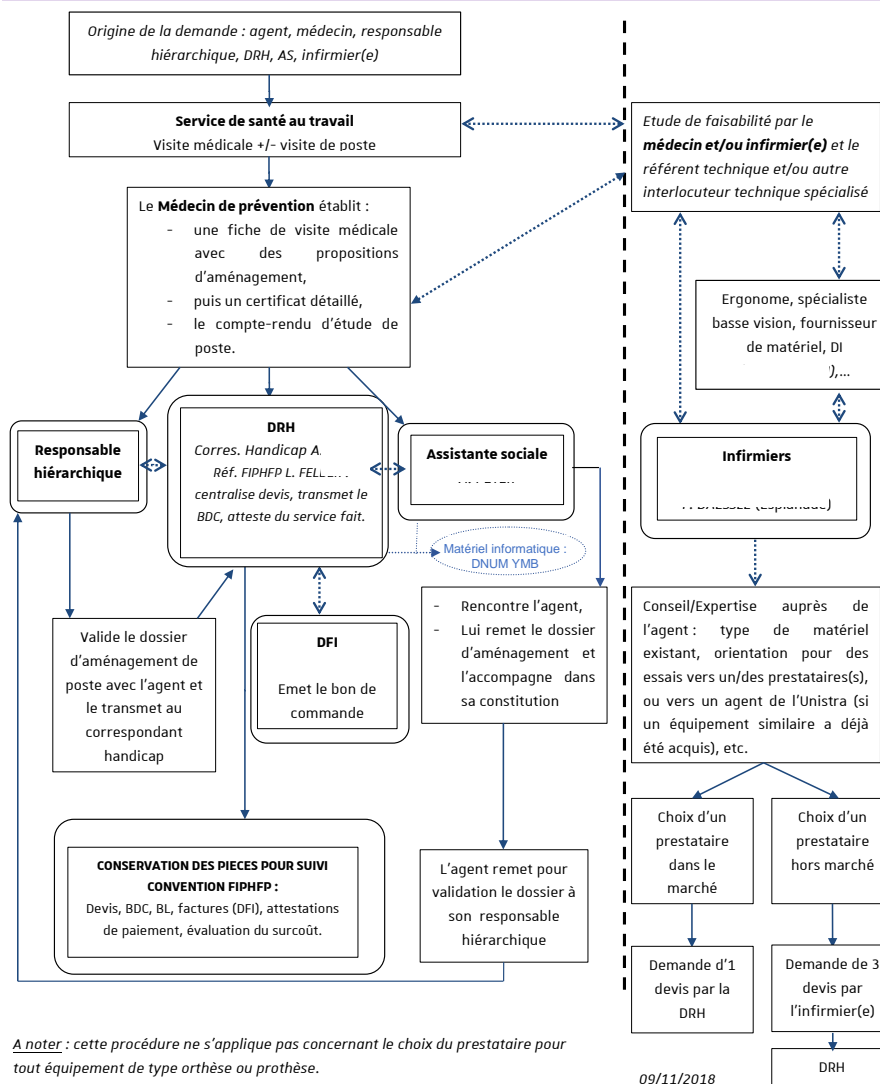 Origine de la demande : agent, médecin, responsable
hiérarchique, DRH, AS, infirmier(e)
Service de santé au travail
Visite médicale +/- visite de poste
Le Médecin de prévention établit :
- une fiche de visite médicale
avec des propositions
d'aménagement,
- puis un certificat détaillé,
- le compte-rendu d'étude de
poste.
Responsable
hiérarchique
DRH
Corres. Handicap A.
Réf. FIPHFP L.
centralise devis, transmet le
BDC, atteste du service fait.
Assistante sociale
Matériel informatique :
DNUM YMB
Valide le dossier
d'aménagement de
poste avec l'agent et
le transmet au
correspondant
handicap
DFI
Emet le bon de
commande
- Rencontre l'agent,
- Lui remet le dossier
d'aménagement et
l'accompagne dans
sa constitution
CONSERVATION DES PIECES POUR SUIVI
CONVENTION FIPHFP :
Devis, BDC, BL, factures (DFI), attestations
de paiement, évaluation du surcoût.
L'agent remet pour
validation le dossier à
son responsable
hiérarchique
A noter : cette procédure ne s'applique pas concernant le choix du prestataire pour
tout équipement de type orthèse ou prothèse.
Etude de faisabilité par le
médecin et/ou infirmier(e) et le
référent technique et/ou autre
interlocuteur technique spécialisé
Ergonome, spécialiste
basse vision, fournisseur
de matériel, DI
),...
Infirmiers
(Esplanade)
Conseil/Expertise auprès de
l'agent : type de matériel
existant, orientation pour des
essais vers un/des prestataires(s),
ou vers un agent de l'Unistra (si
un équipement similaire a déjà
été acquis), etc.
Choix d'un
prestataire
dans le
marché
Choix d'un
prestataire
hors marché
Demande d'1
devis par la
DRH
Demande de 3
devis par
l'infirmier(e)
DRH
09/11/2018